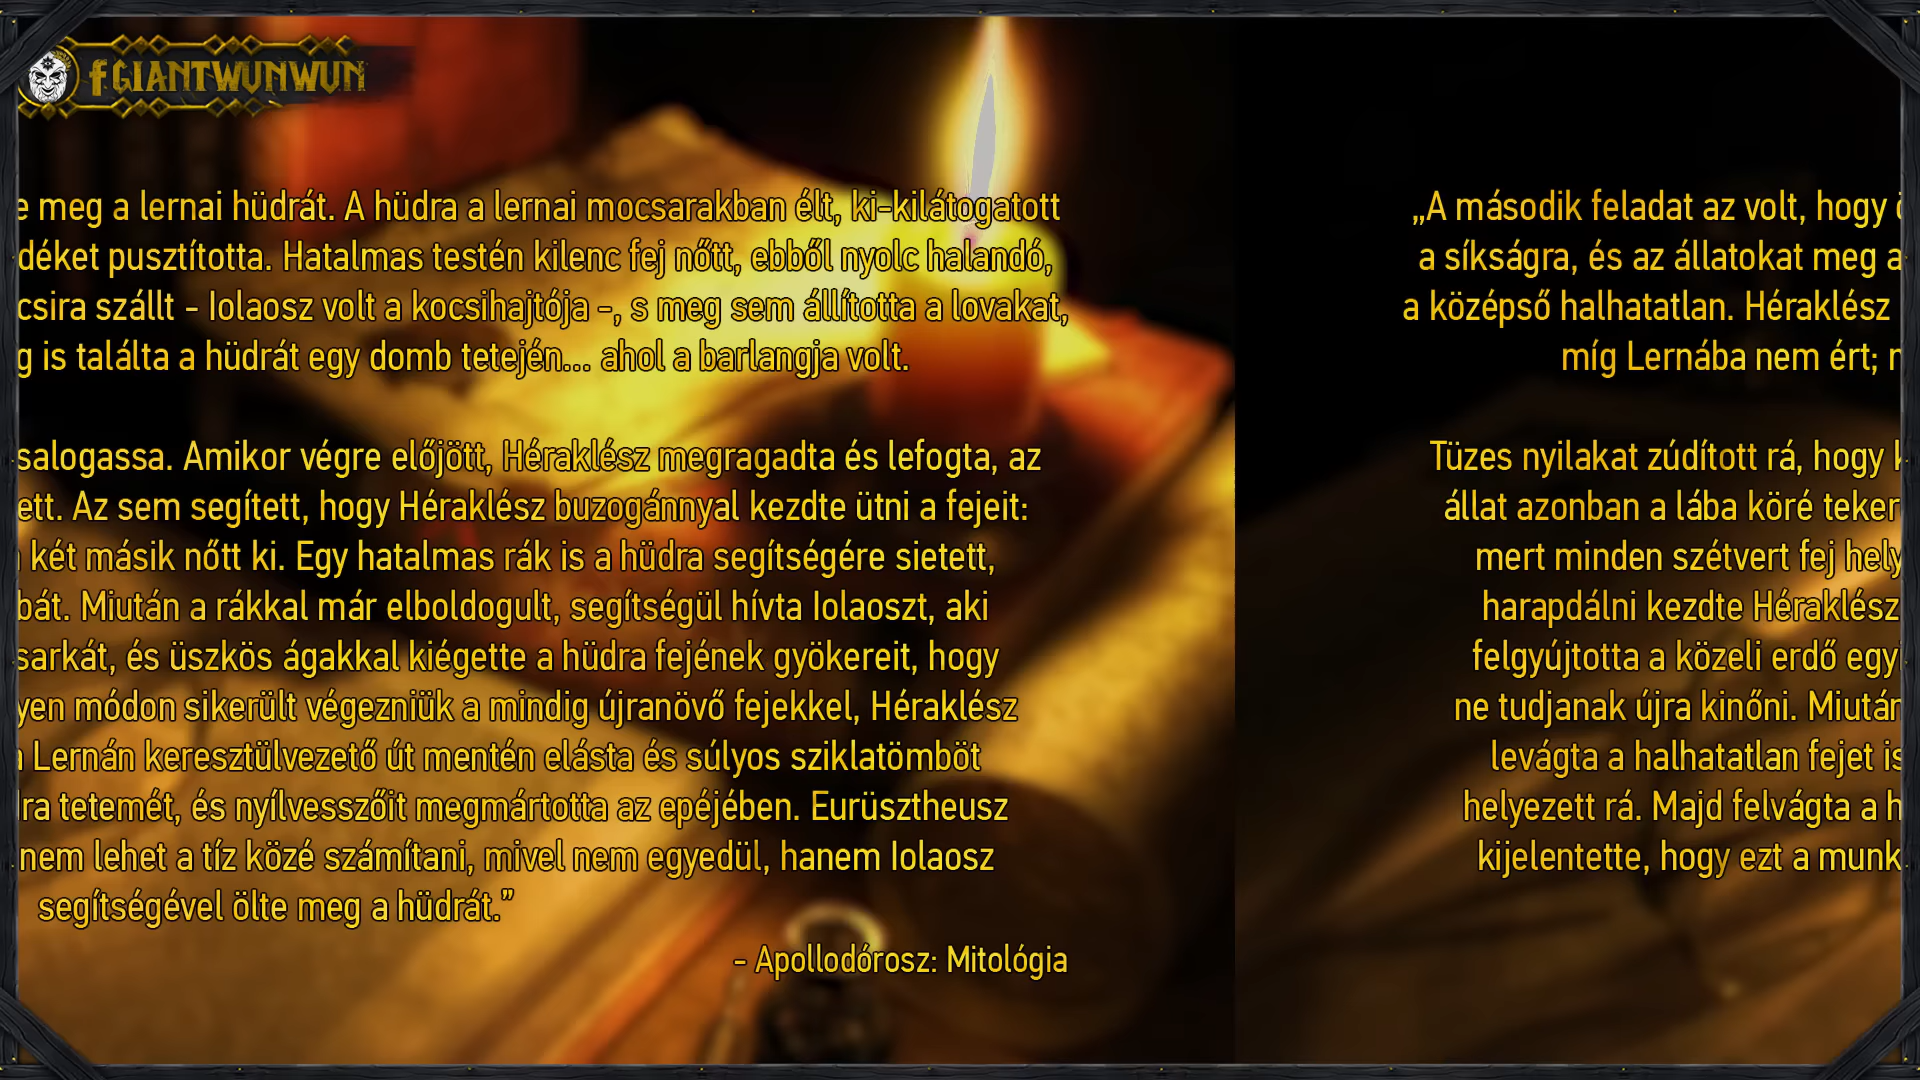 fGIANTWUNWUN
e meg a lernai hüdrát. A hüdra a lernai mocsarakban élt, ki-kilátogatott
déket pusztította. Hatalmas testén kilenc fej nőtt, ebből nyolc halandó,
csira szállt - Iolaosz volt a kocsihajtója -, s meg sem állította a lovakat,
g is találta a hüdrát egy domb tetején... ahol a barlangja volt.
salogassa. Amikor végre előjött, Héraklész megragadta és lefogta, az
ett. Az sem segített, hogy Héraklész buzogánnyal kezdte ütni a fejeit:
két másik nőtt ki. Egy hatalmas rák is a hüdra segítségére sietett,
bát. Miután a rákkal már elboldogult, segítségül hívta Iolaoszt, aki
sarkát, és üszkös ágakkal kiégette a hüdra fejének gyökereit, hogy
yen módon sikerült végezniük a mindig újranövő fejekkel, Héraklész
Lernán keresztülvezető út mentén elásta és súlyos sziklatömböt
ra tetemét, és nyílvesszőit megmártotta az epéjében. Eurüsztheusz
nem lehet a tíz közé számítani, mivel nem egyedül, hanem Iolaosz
segítségével ölte meg a hüdrát.”
- Apollodórosz: Mitológia
„A második feladat az volt, hogy ö
a síkságra, és az állatokat meg a
a középső halhatatlan. Héraklész
míg Lernába nem ért;
Tüzes nyilakat zúdított rá, hogy k
állat azonban a lába köré teker
mert minden szétvert fej hely
harapdálni kezdte Héraklész
felgyújtotta a közeli erdő egy
ne tudjanak újra kinőni. Miután
levágta a halhatatlan fejet is
helyezett rá. Majd felvágta a h
kijelentette, hogy ezt a munk